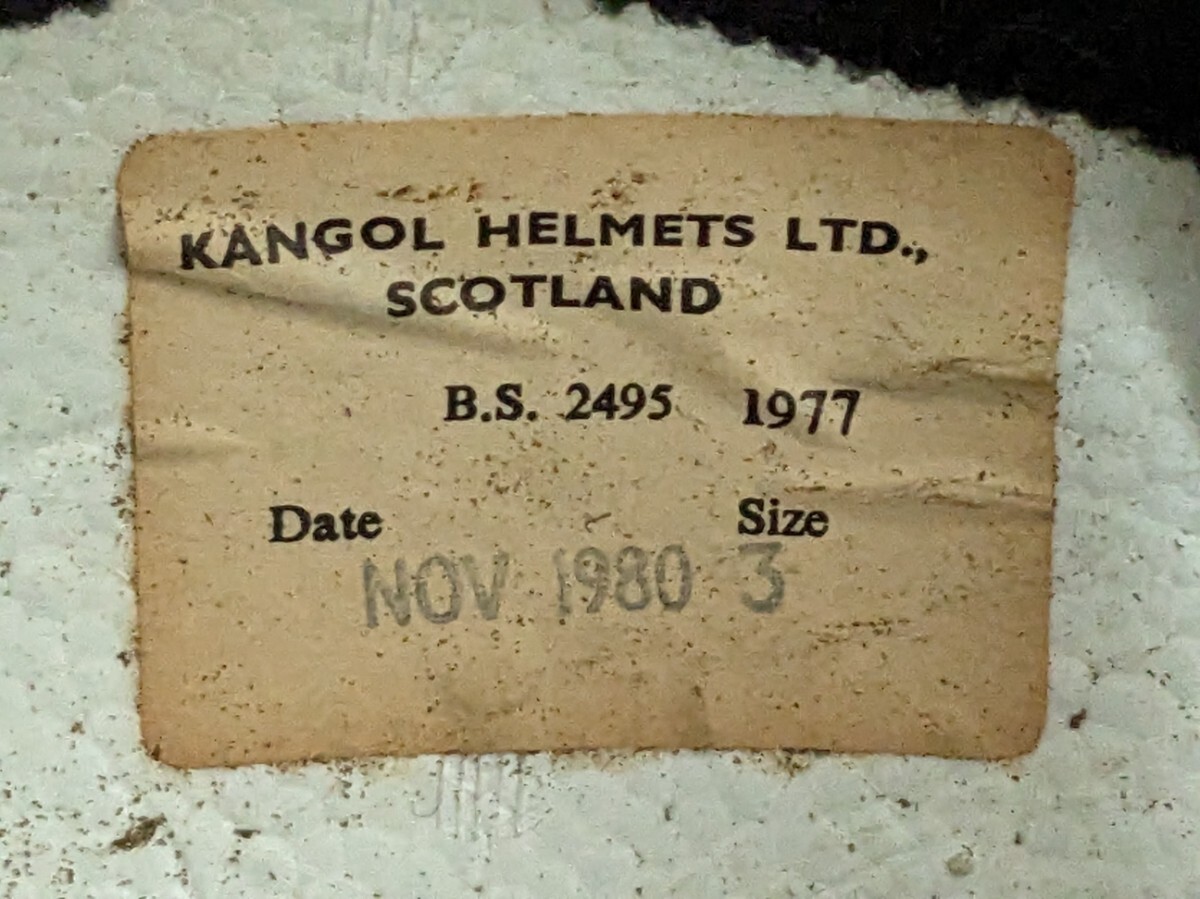 KANGOL HELMETS LTD.,
SCOTLAND
B.S. 2495 1977
Date Size
NOV 1980 3